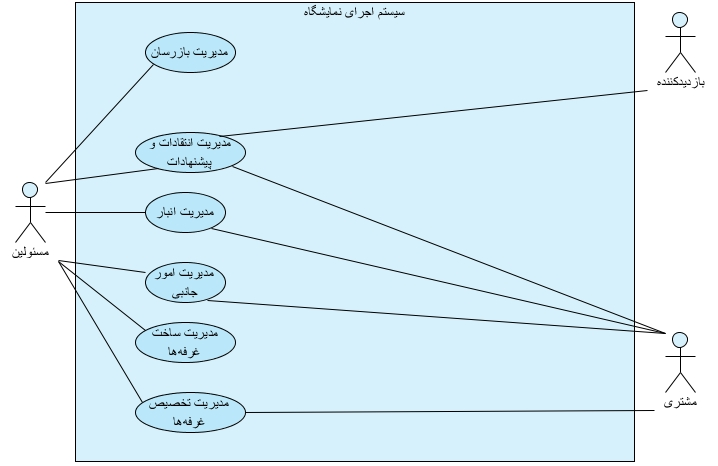 سیستم اجرای نمایشگاه
مدیریت بازرسان
بازدیدکننده
مدیریت انتقادات و
پیشنهادات
مدیریت انبار
مسئولین
مدیریت امور
جانبی
مدیریت ساخت
غرفه‌ها
مشتری
مدیریت تخصیص
غرفه‌ها